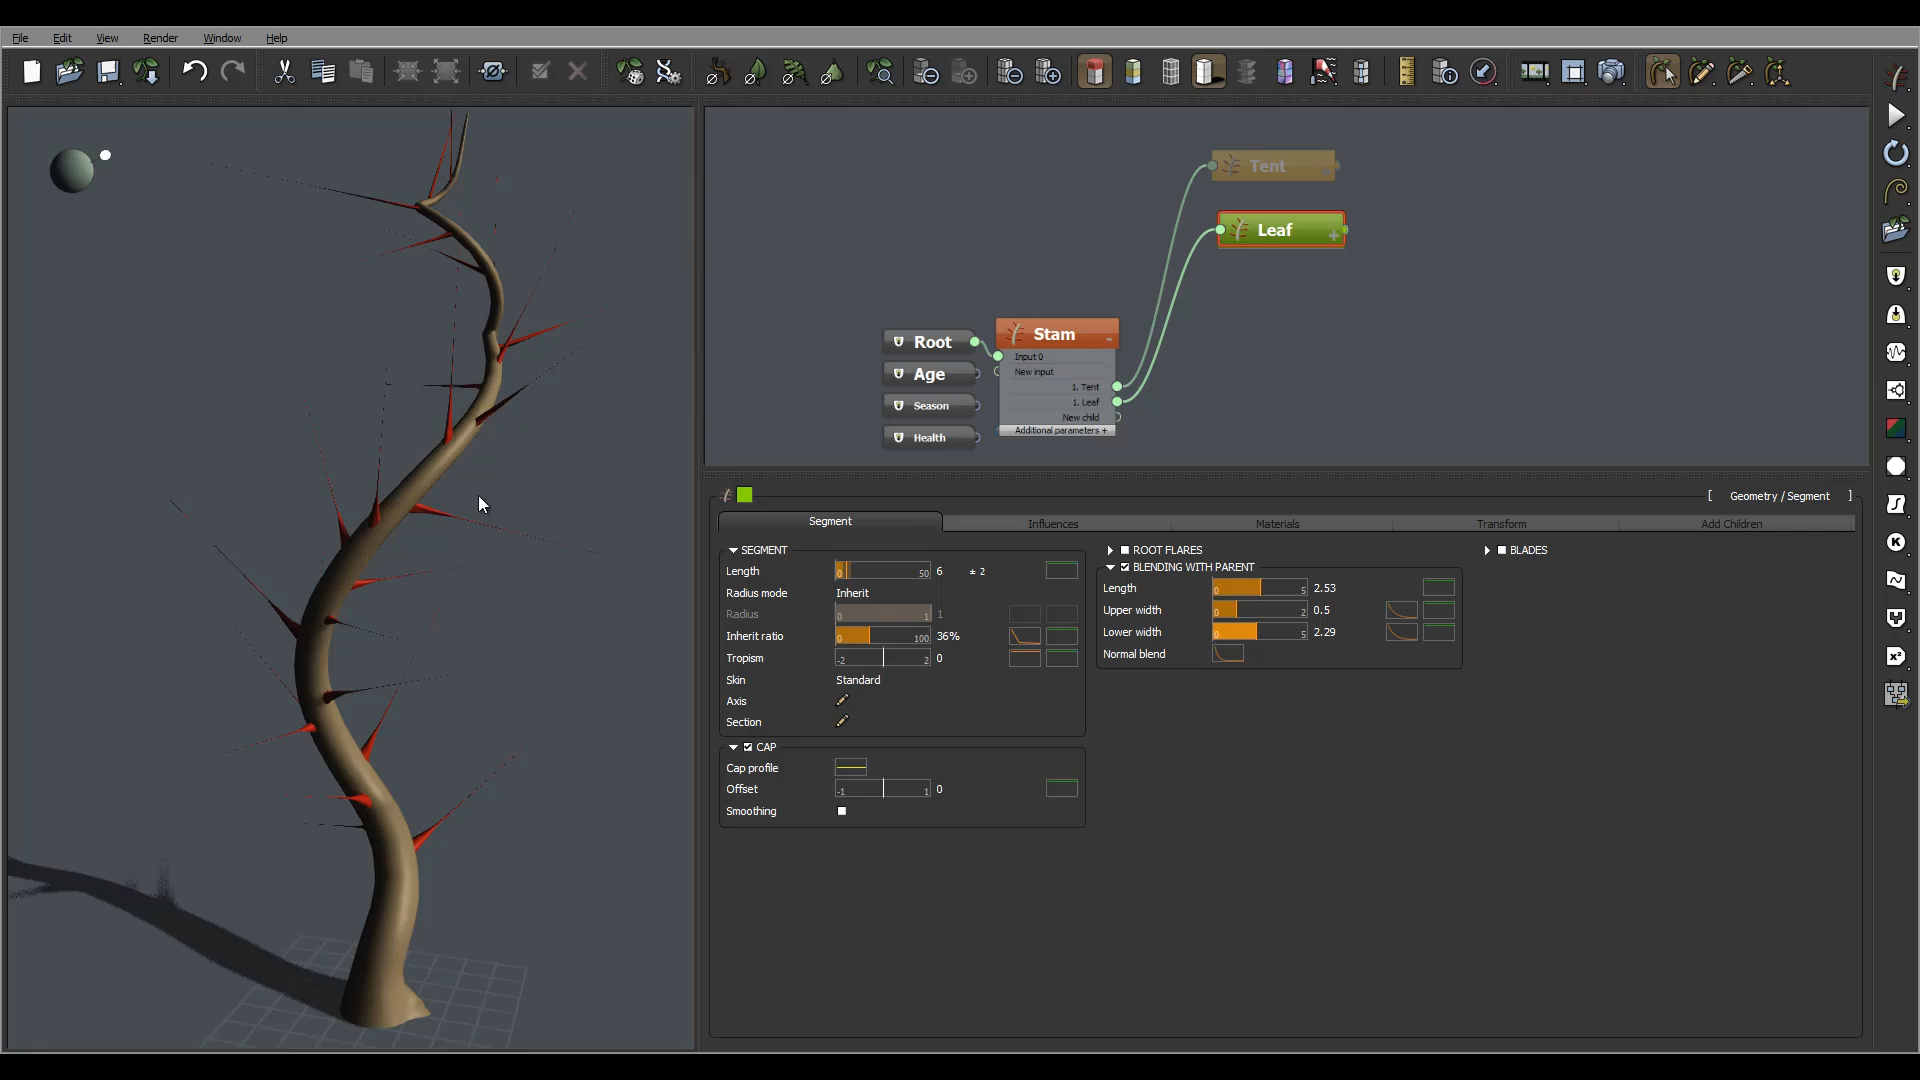 File Edit View Render Window Help
Tent
Leaf
Root
Stam
Input 0
Age
New input
1. Tent
Season
1. Leaf
New child
Health
Additional parameters +
[ Geometry / Segment ]
Segment Influences Materials Transform Add Children
SEGMENT
Length 0 50 6 ± 2
Radius mode Inherit
Radius 0 1 1
Inherit ratio 0 100 36%
Tropism -2 2 0
Skin Standard
Axis
Section
CAP
Cap profile
Offset -1 1 0
Smoothing
ROOT FLARES
BLENDING WITH PARENT
Length 0 5 2.53
Upper width 0 2 0.5
Lower width 0 5 2.29
Normal blend
BLADES
K
x²